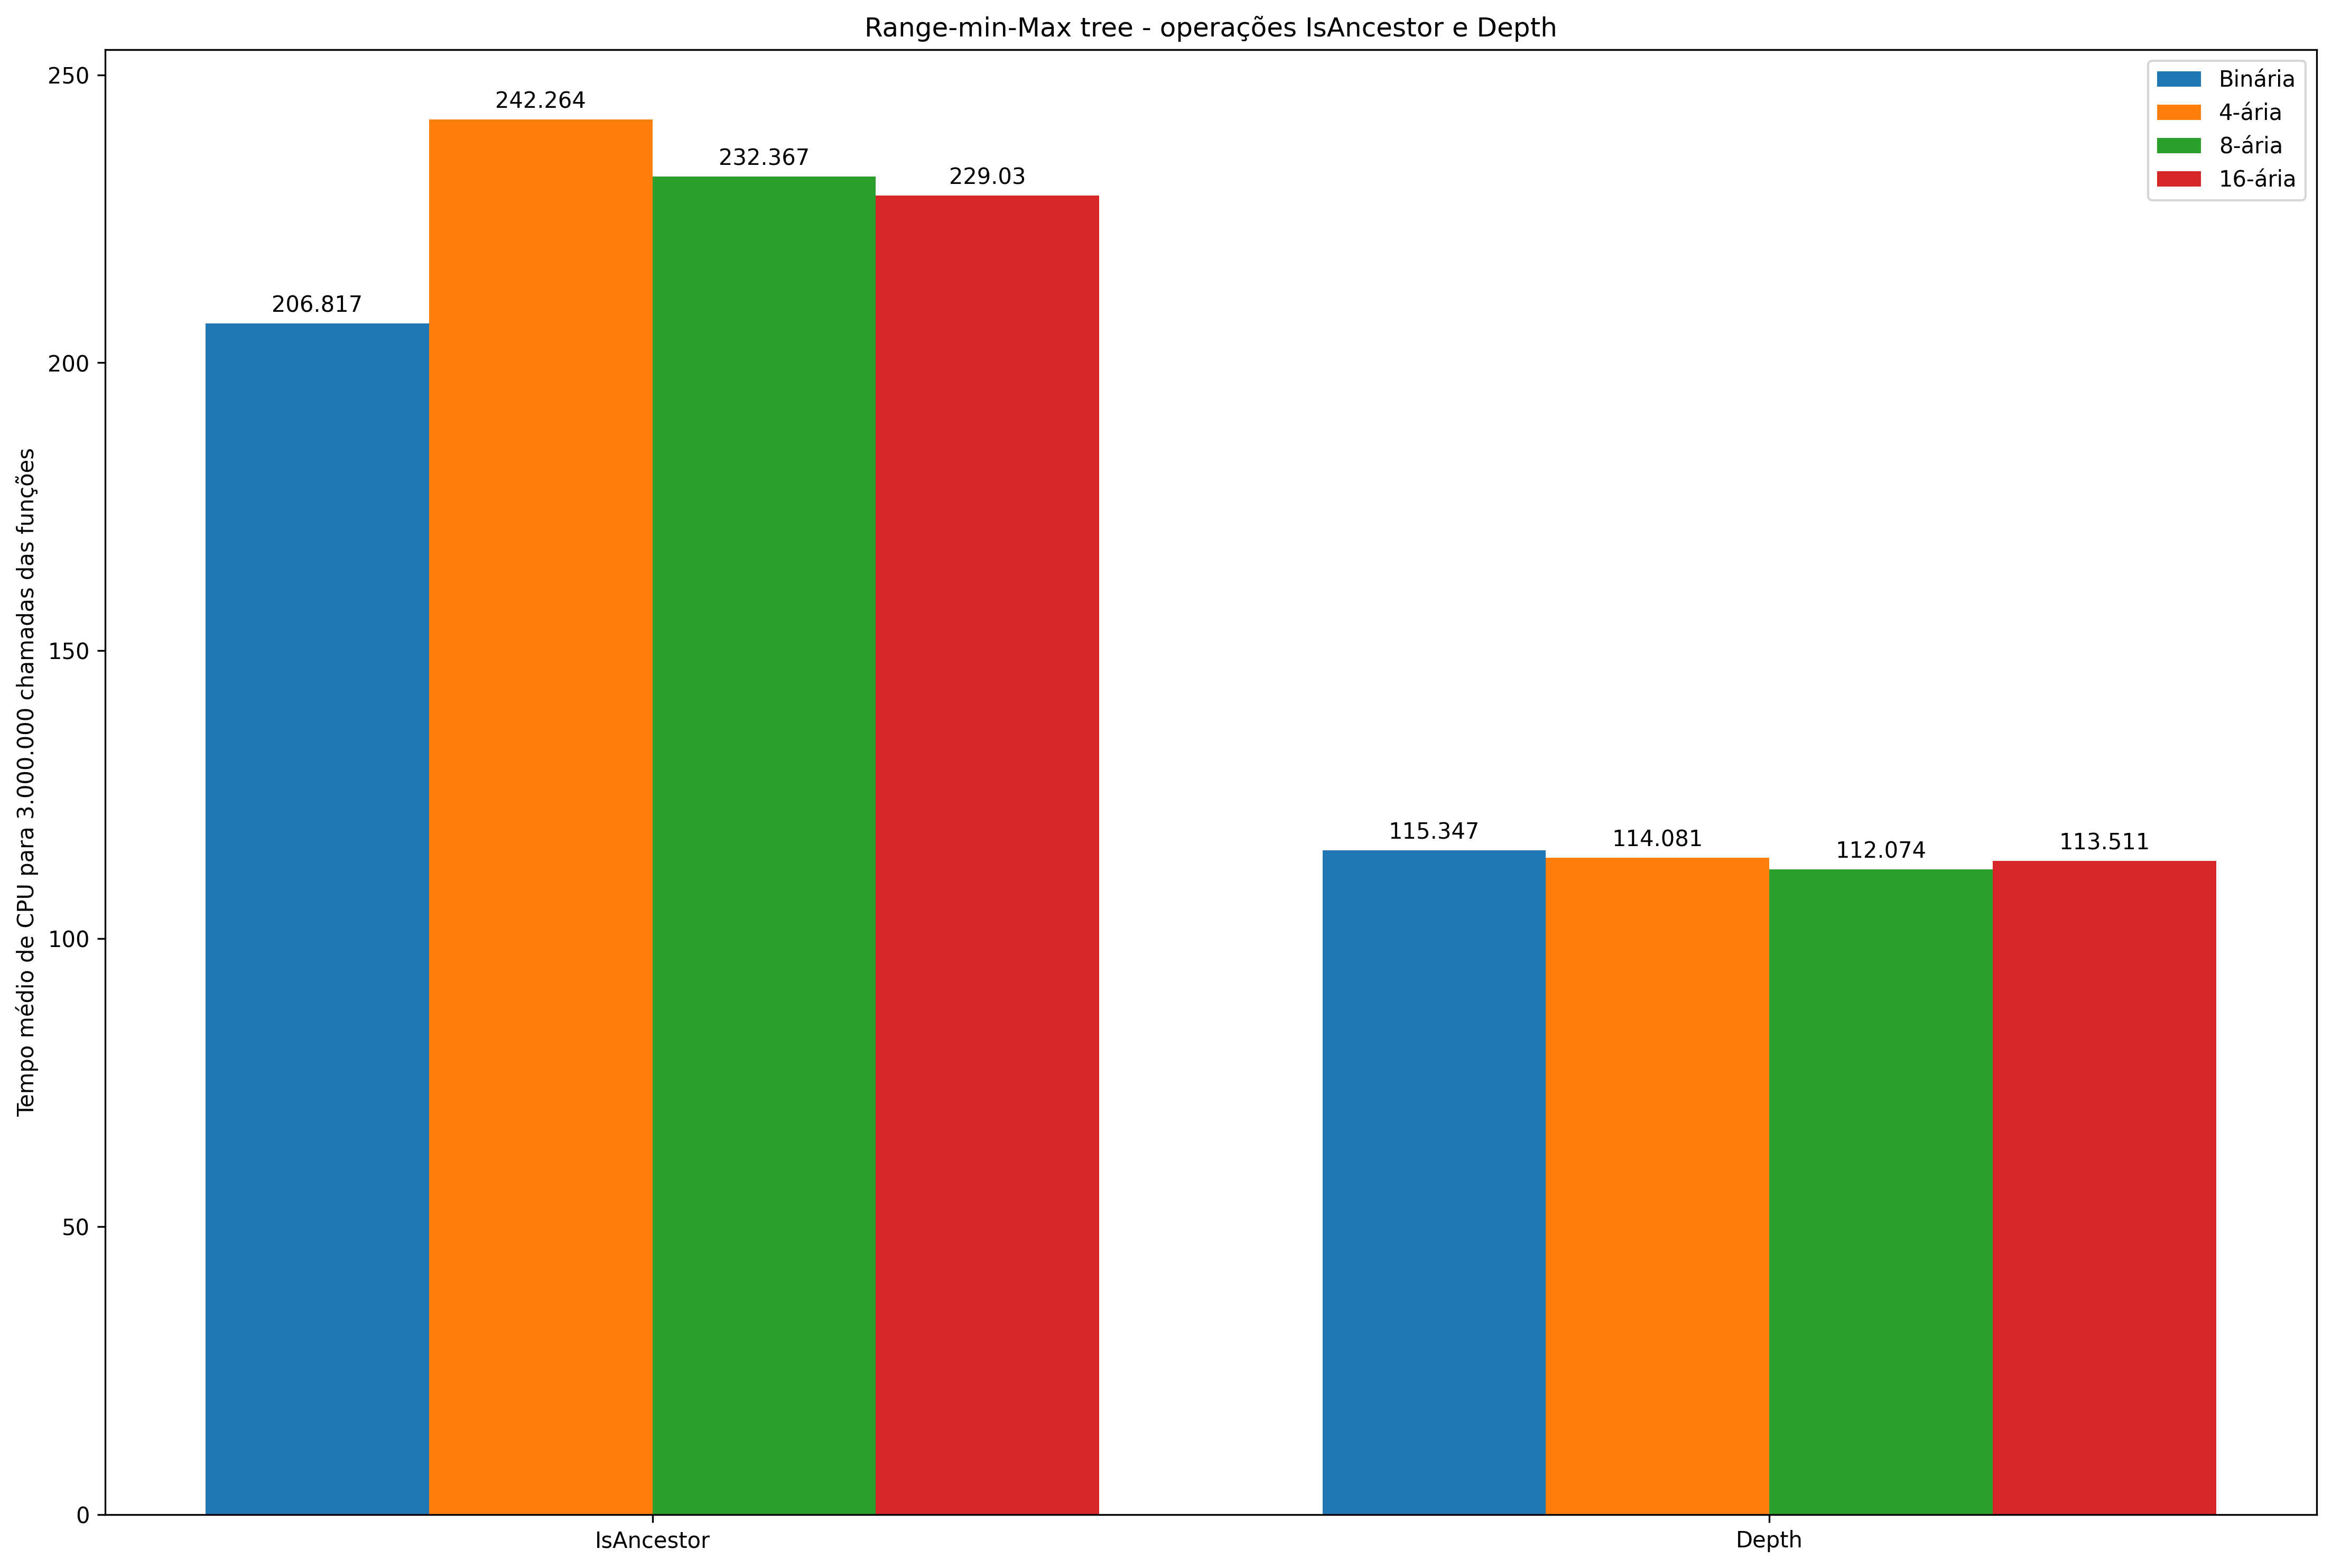 Range-min-Max tree - operações IsAncestor e Depth
Tempo médio de CPU para 3.000.000 chamadas das funções
250
200
150
100
50
0
242.264
232.367
229.03
206.817
115.347
114.081
112.074
113.511
IsAncestor
Depth
Binária
4-ária
8-ária
16-ária